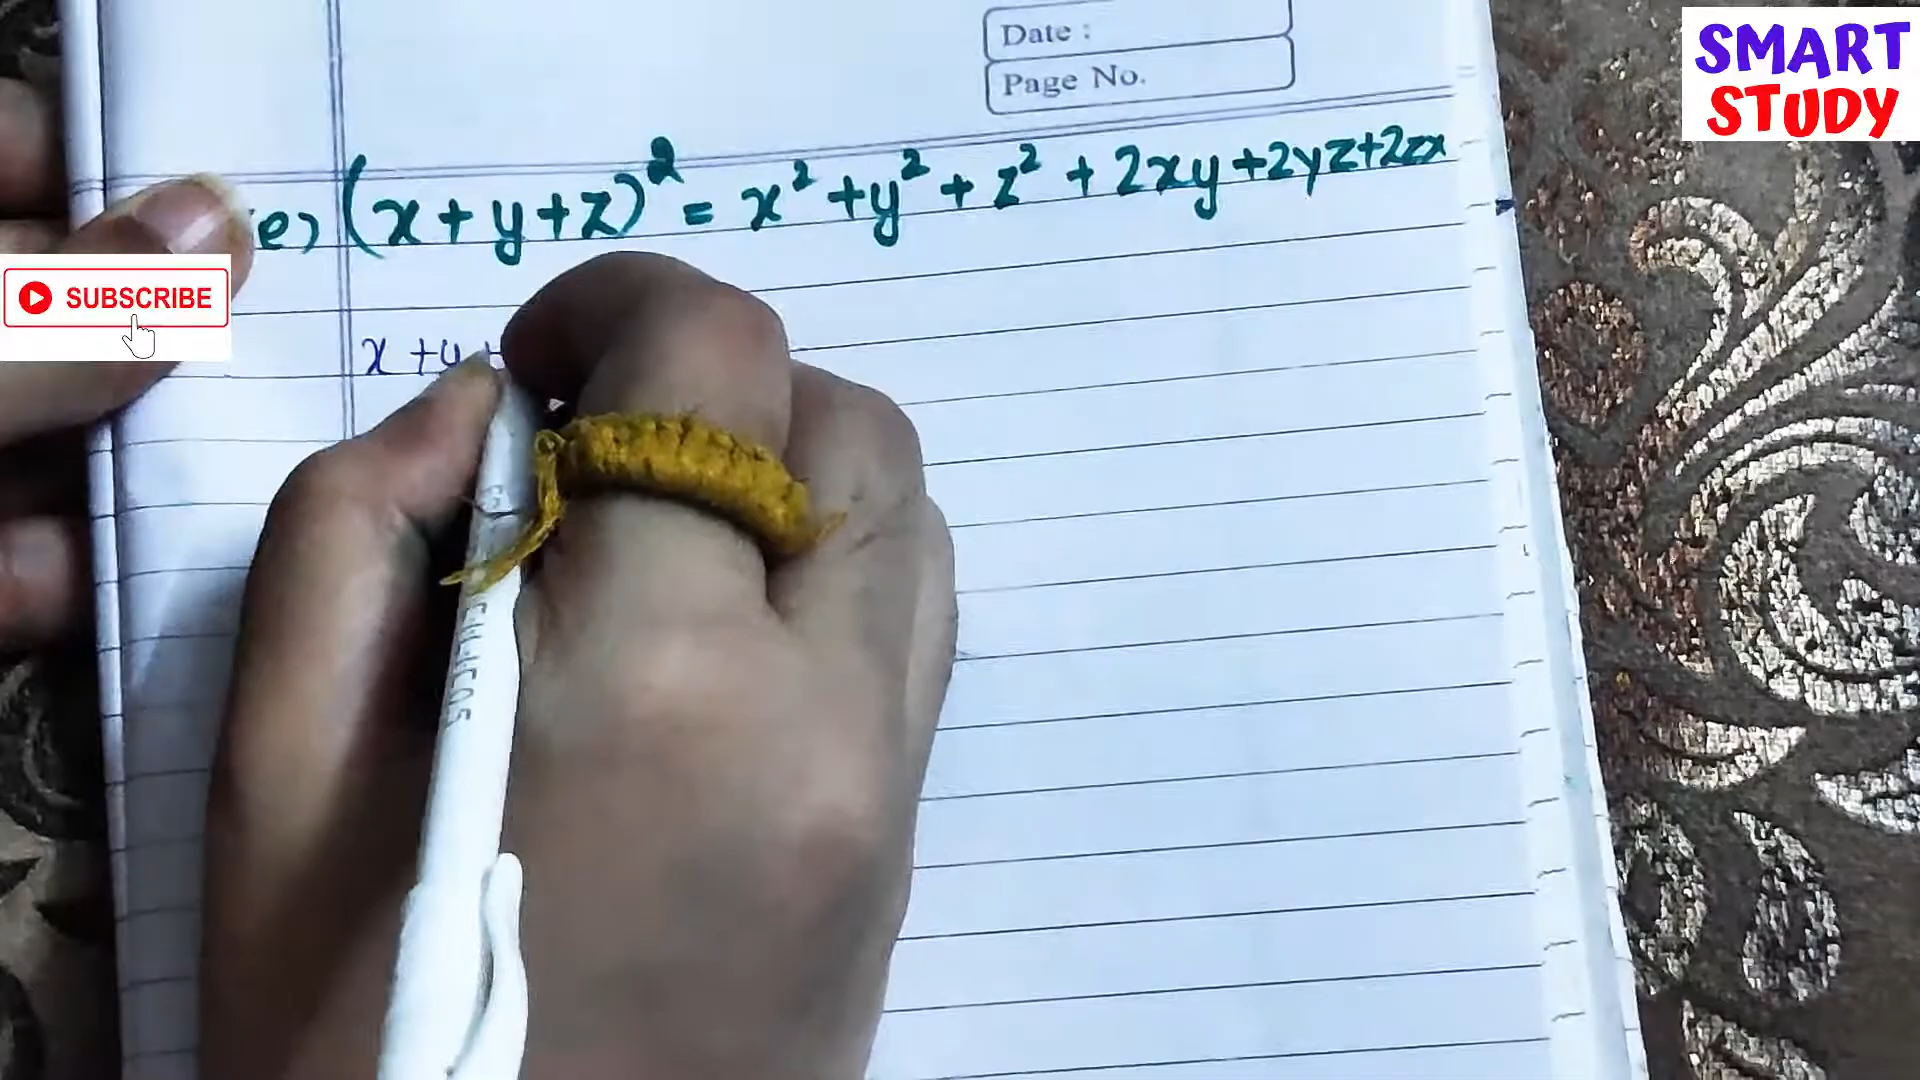 Date :
Page No.
SMART
STUDY
e) (x+y+z)² = x² + y² + z² + 2xy + 2yz + 2zx
SUBSCRIBE
x + y +